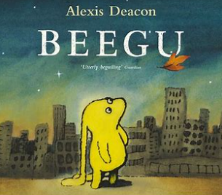 Alexis Deacon
BEEGU
'Utterly beguiling' Guardian